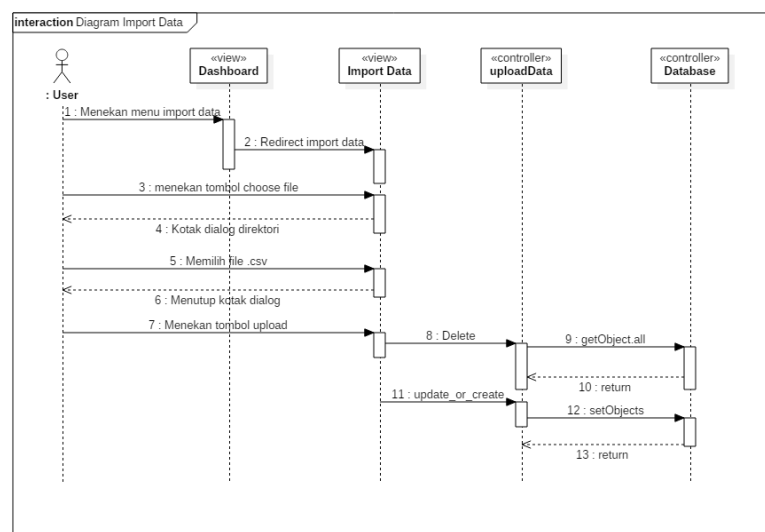 interaction Diagram Import Data
: User
«view»
Dashboard
«view»
Import Data
«controller»
uploadData
«controller»
Database
1 : Menekan menu import data
2 : Redirect import data
3 : menekan tombol choose file
4 : Kotak dialog direktori
5 : Memilih file .csv
6 : Menutup kotak dialog
7 : Menekan tombol upload
8 : Delete
9 : getObject.all
10 : return
11 : update_or_create
12 : setObjects
13 : return